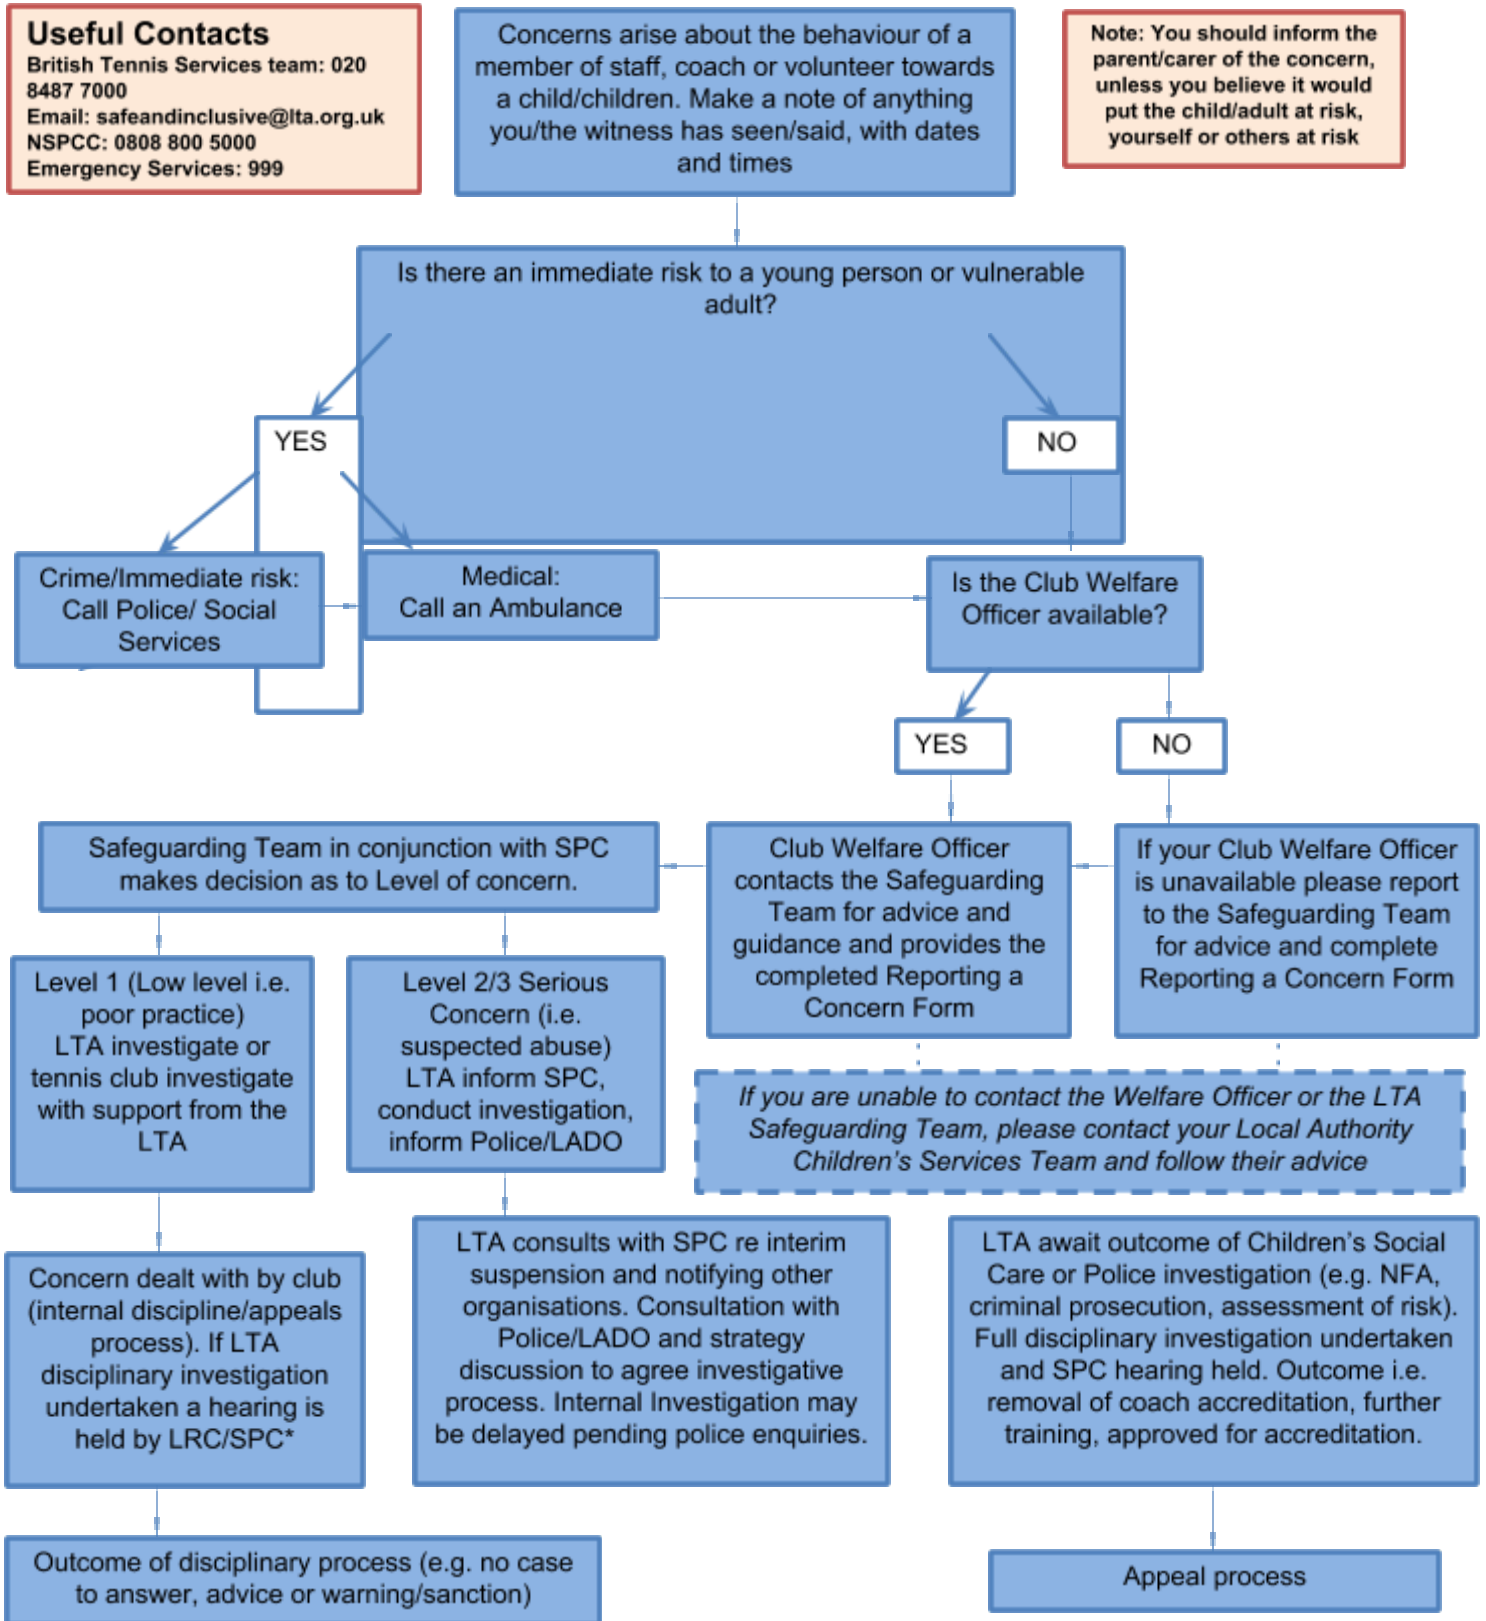 Useful Contacts
British Tennis Services team: 020
8487 7000
Email: safeandinclusive@lta.org.uk
NSPCC: 0808 800 5000
Emergency Services: 999
Concerns arise about the behaviour of a
member of staff, coach or volunteer towards
a child/children. Make a note of anything
you/the witness has seen/said, with dates
and times
Note: You should inform the
parent/carer of the concern,
unless you believe it would
put the child/adult at risk,
yourself or others at risk
Is there an immediate risk to a young person or vulnerable
adult?
YES
NO
Crime/Immediate risk:
Call Police/ Social
Services
Medical:
Call an Ambulance
Is the Club Welfare
Officer available?
YES
NO
Safeguarding Team in conjunction with SPC
makes decision as to Level of concern.
Club Welfare Officer
contacts the Safeguarding
Team for advice and
guidance and provides the
completed Reporting a
Concern Form
If your Club Welfare Officer
is unavailable please report
to the Safeguarding Team
for advice and complete
Reporting a Concern Form
Level 1 (Low level i.e.
poor practice)
LTA investigate or
tennis club investigate
with support from the
LTA
Level 2/3 Serious
Concern (i.e.
suspected abuse)
LTA inform SPC,
conduct investigation,
inform Police/LADO
If you are unable to contact the Welfare Officer or the LTA
Safeguarding Team, please contact your Local Authority
Children's Services Team and follow their advice
Concern dealt with by club
(internal discipline/appeals
process). If LTA
disciplinary investigation
undertaken a hearing is
held by LRC/SPC*
LTA consults with SPC re interim
suspension and notifying other
organisations. Consultation with
Police/LADO and strategy
discussion to agree investigative
process. Internal Investigation may
be delayed pending police enquiries.
LTA await outcome of Children's Social
Care or Police investigation (e.g. NFA,
criminal prosecution, assessment of risk).
Full disciplinary investigation undertaken
and SPC hearing held. Outcome i.e.
removal of coach accreditation, further
training, approved for accreditation.
Outcome of disciplinary process (e.g. no case
to answer, advice or warning/sanction)
Appeal process